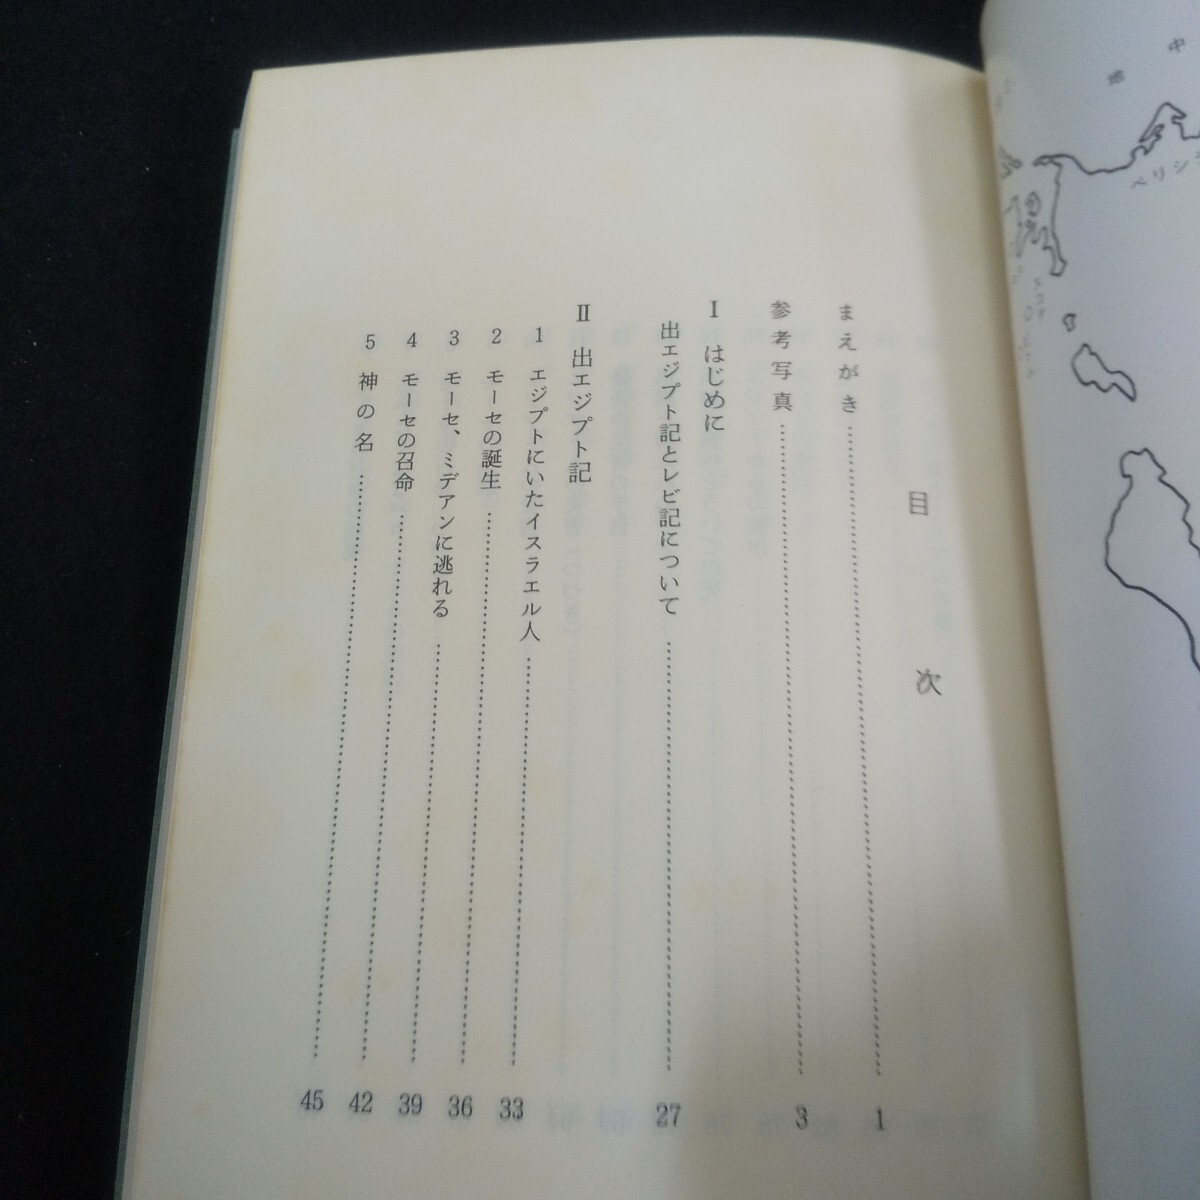 目次
まえがき 1
参考写真 3
Ⅰ はじめに
出エジプト記とレビ記について 27
Ⅱ 出エジプト記
1 エジプトにいたイスラエル人 33
2 モーセの誕生 36
3 モーセ、ミデアンに逃れる 39
4 モーセの召命 42
5 神の名 45
地中
ペリシ